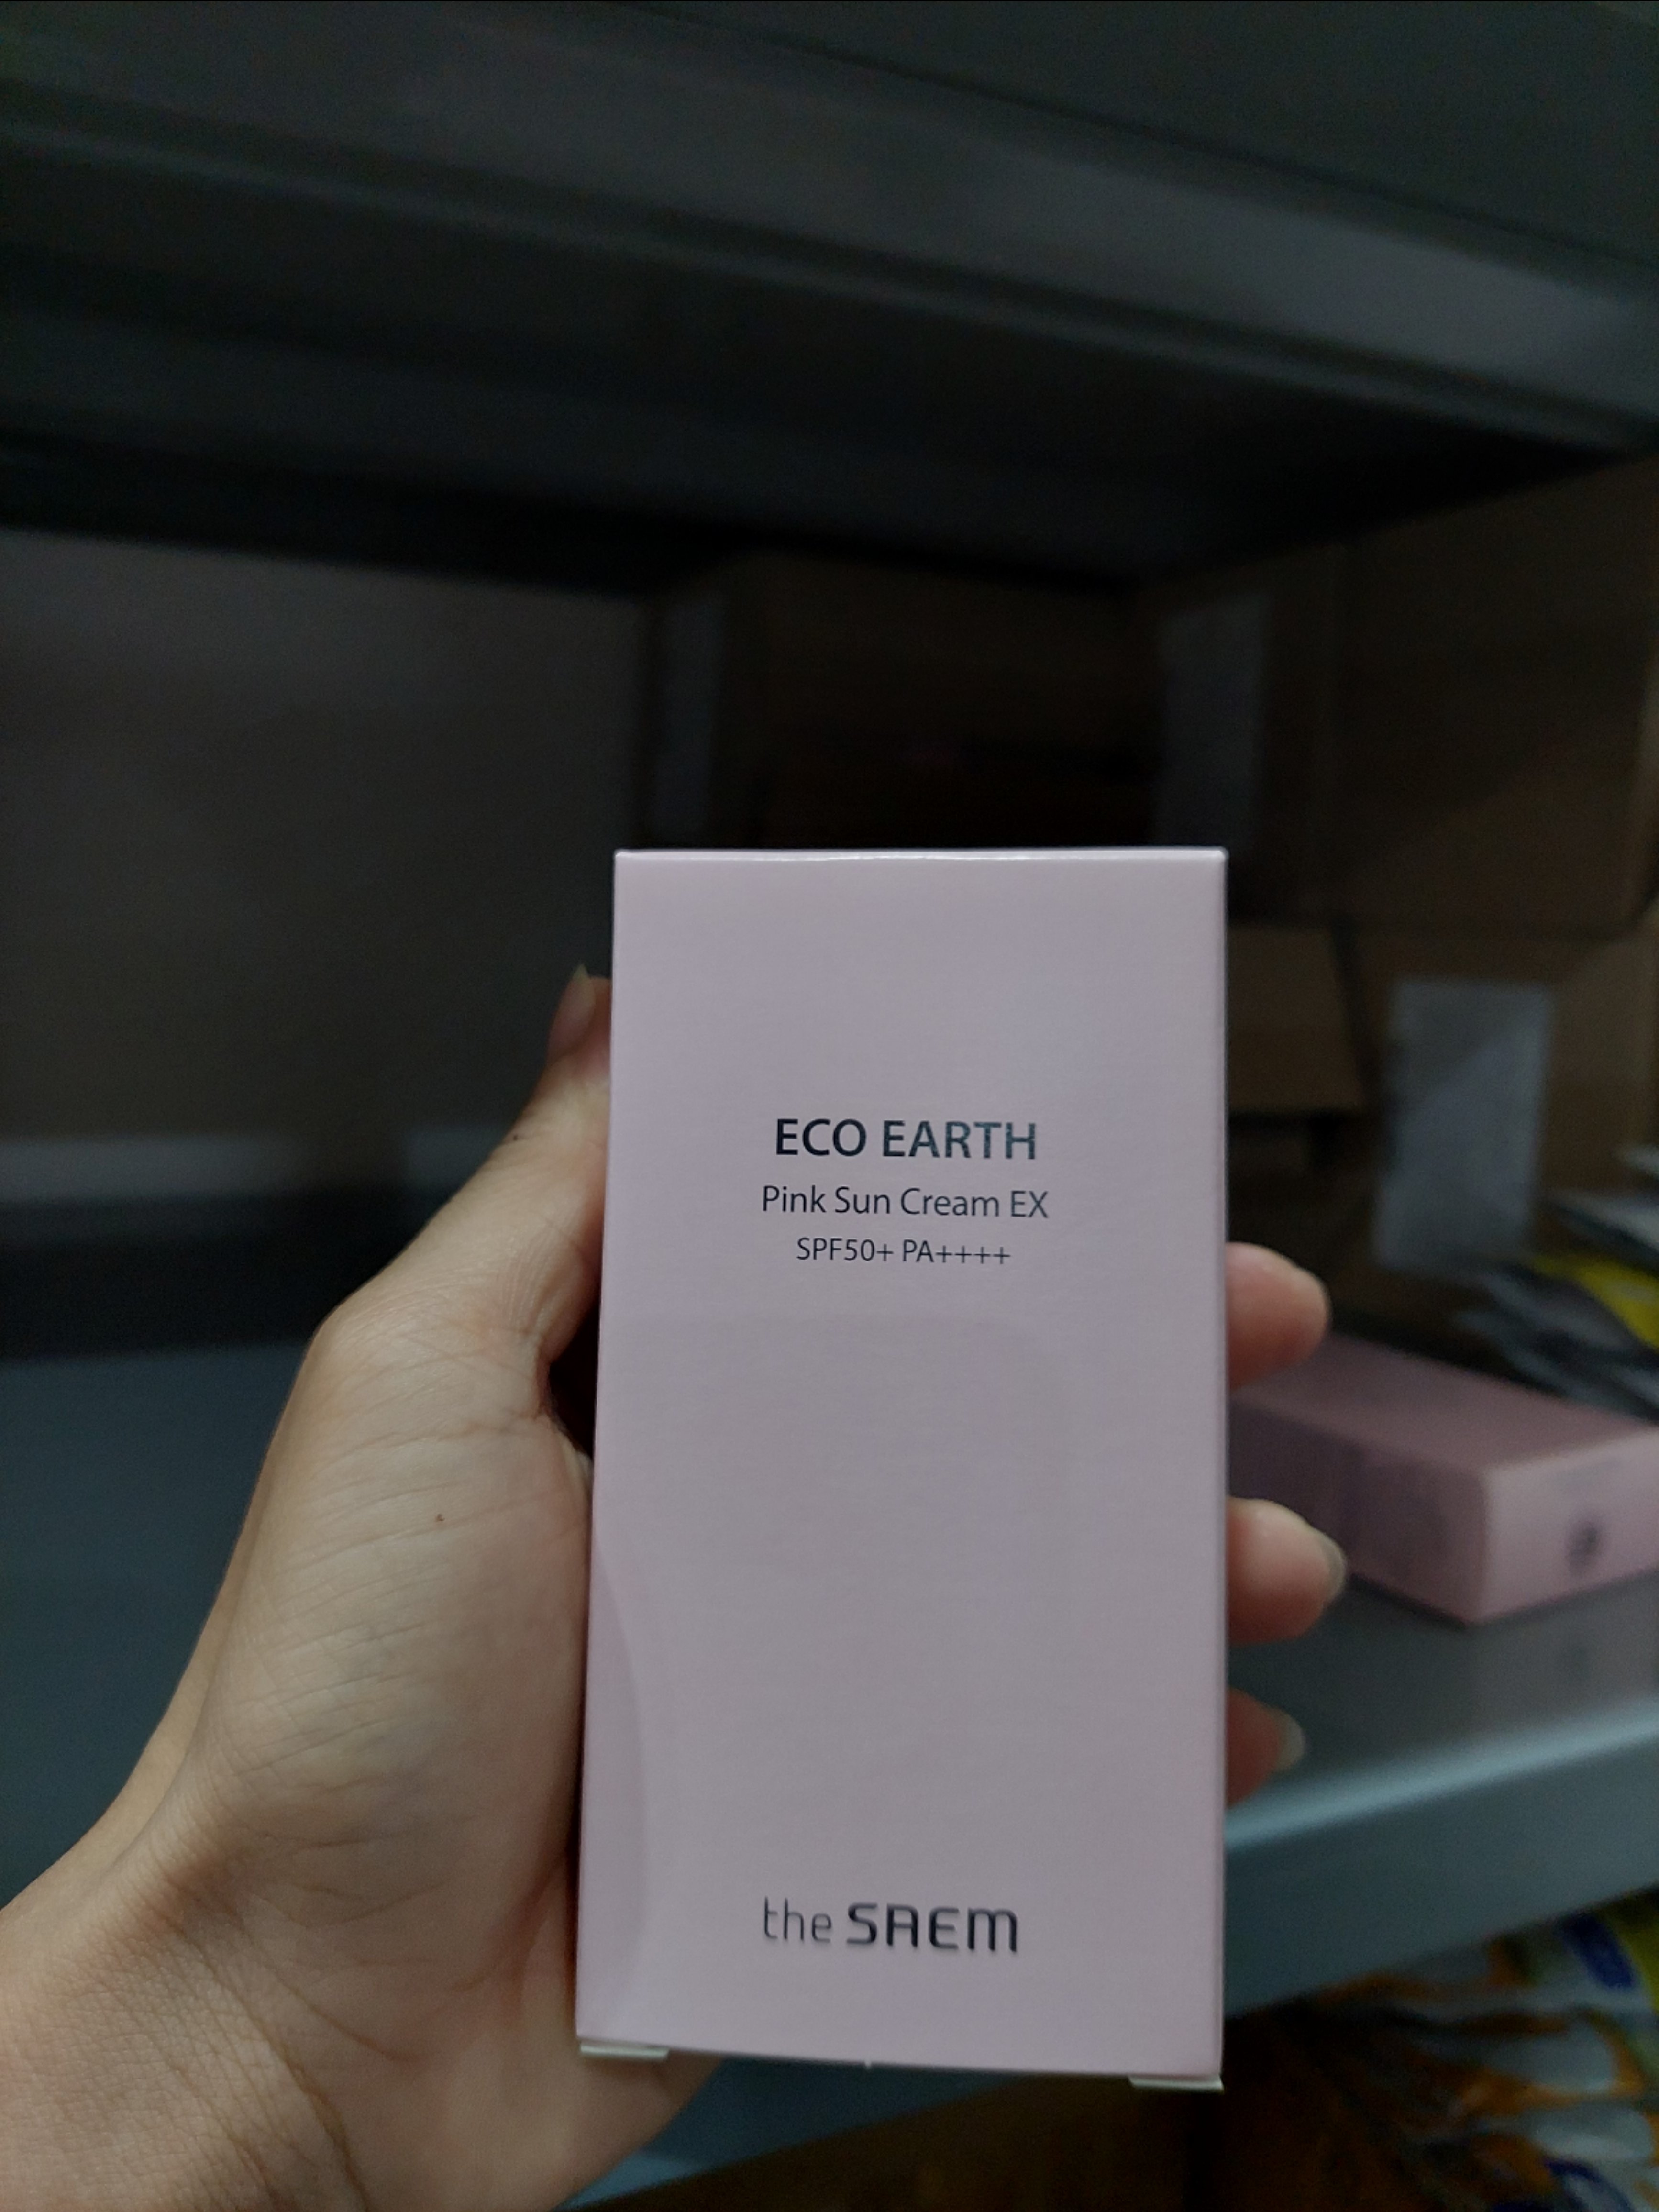 ECO EARTH
Pink Sun Cream EX
SPF50+ PA++++
the SAEM